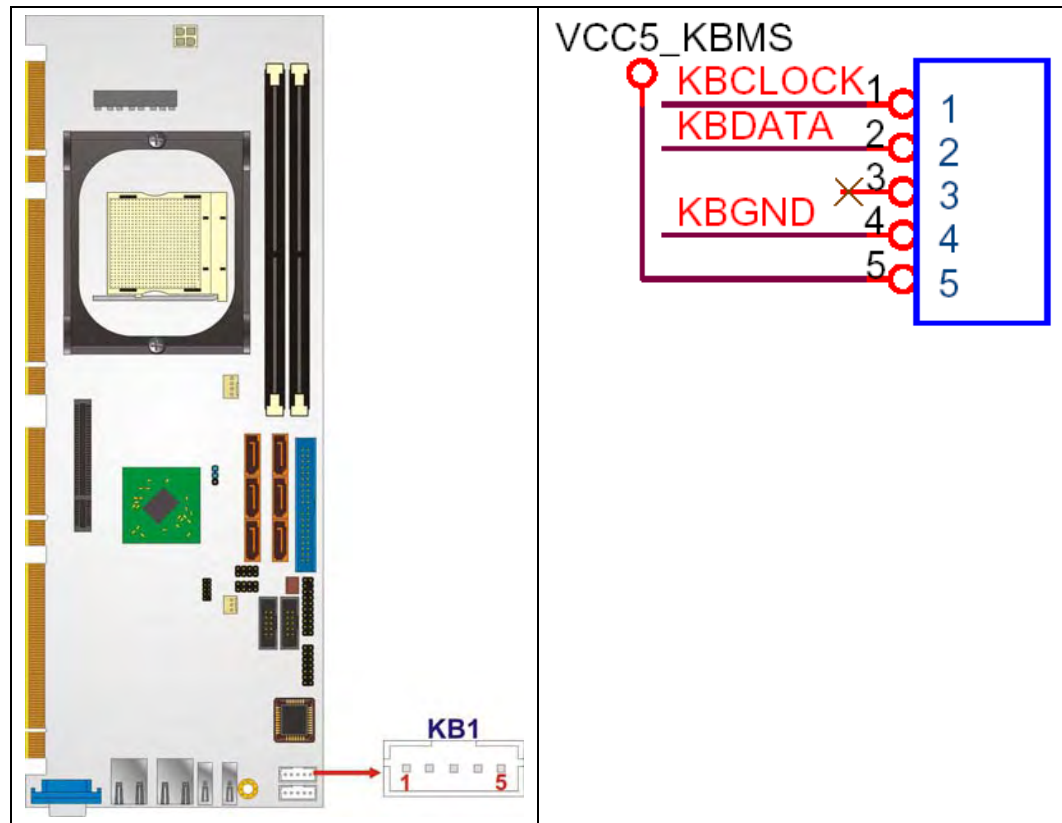 KB1
1 5
VCC5_KBMS
KBCLOCK 1 1
KBDATA 2 2
3 3
KBGND 4 4
5 5